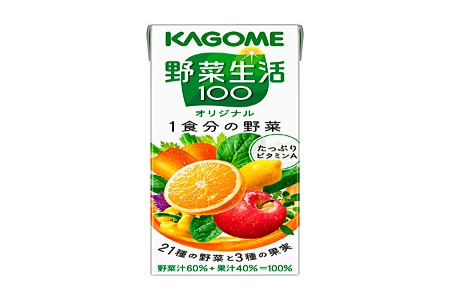 KAGOME
野菜生活
100
オリジナル
1食分の野菜
たっぷり
ビタミンA
21種の野菜と3種の果実
野菜汁60%+果汁40%=100%